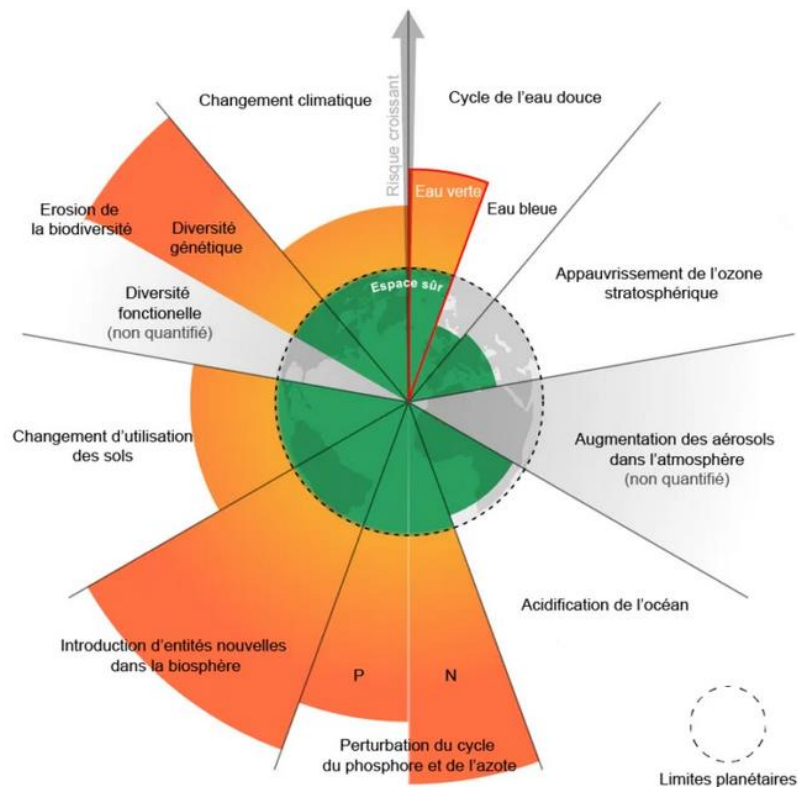 Changement climatique
Cycle de l'eau douce
Risque croissant
Eau verte
Eau bleue
Erosion de
la biodiversité
Diversité
génétique
Espace sûr
Appauvrissement de l'ozone
stratosphérique
Diversité
fonctionelle
(non quantifié)
Changement d'utilisation
des sols
Augmentation des aérosols
dans l'atmosphère
(non quantifié)
Acidification de l'océan
Introduction d'entités nouvelles
dans la biosphère
P
N
Perturbation du cycle
du phosphore et de l'azote
Limites planétaires